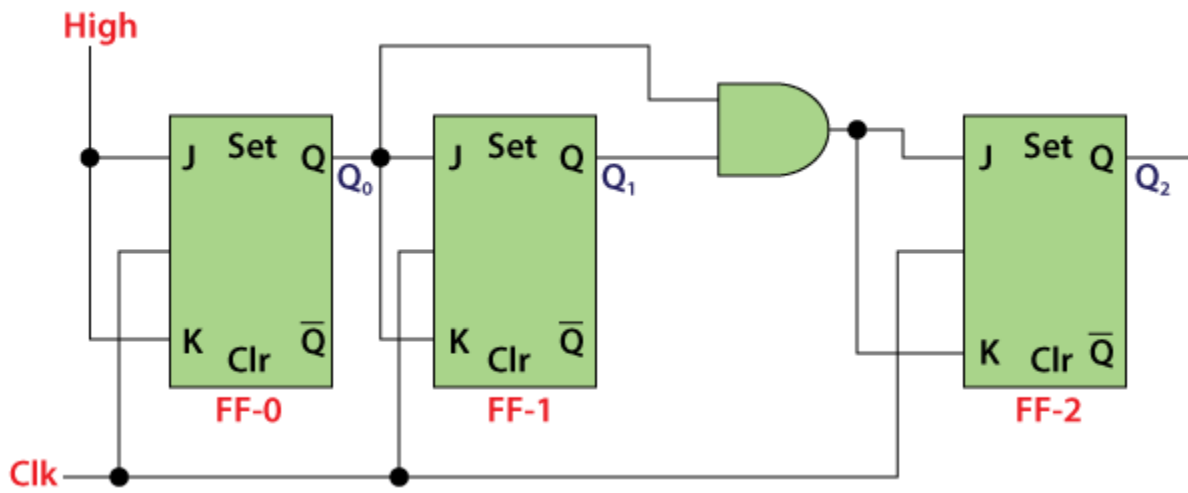 High
J Set Q
Q₀
K Clr Q̅
FF-0
J Set Q
Q₁
K Clr Q̅
FF-1
J Set Q
Q₂
K Clr Q̅
FF-2
Clk